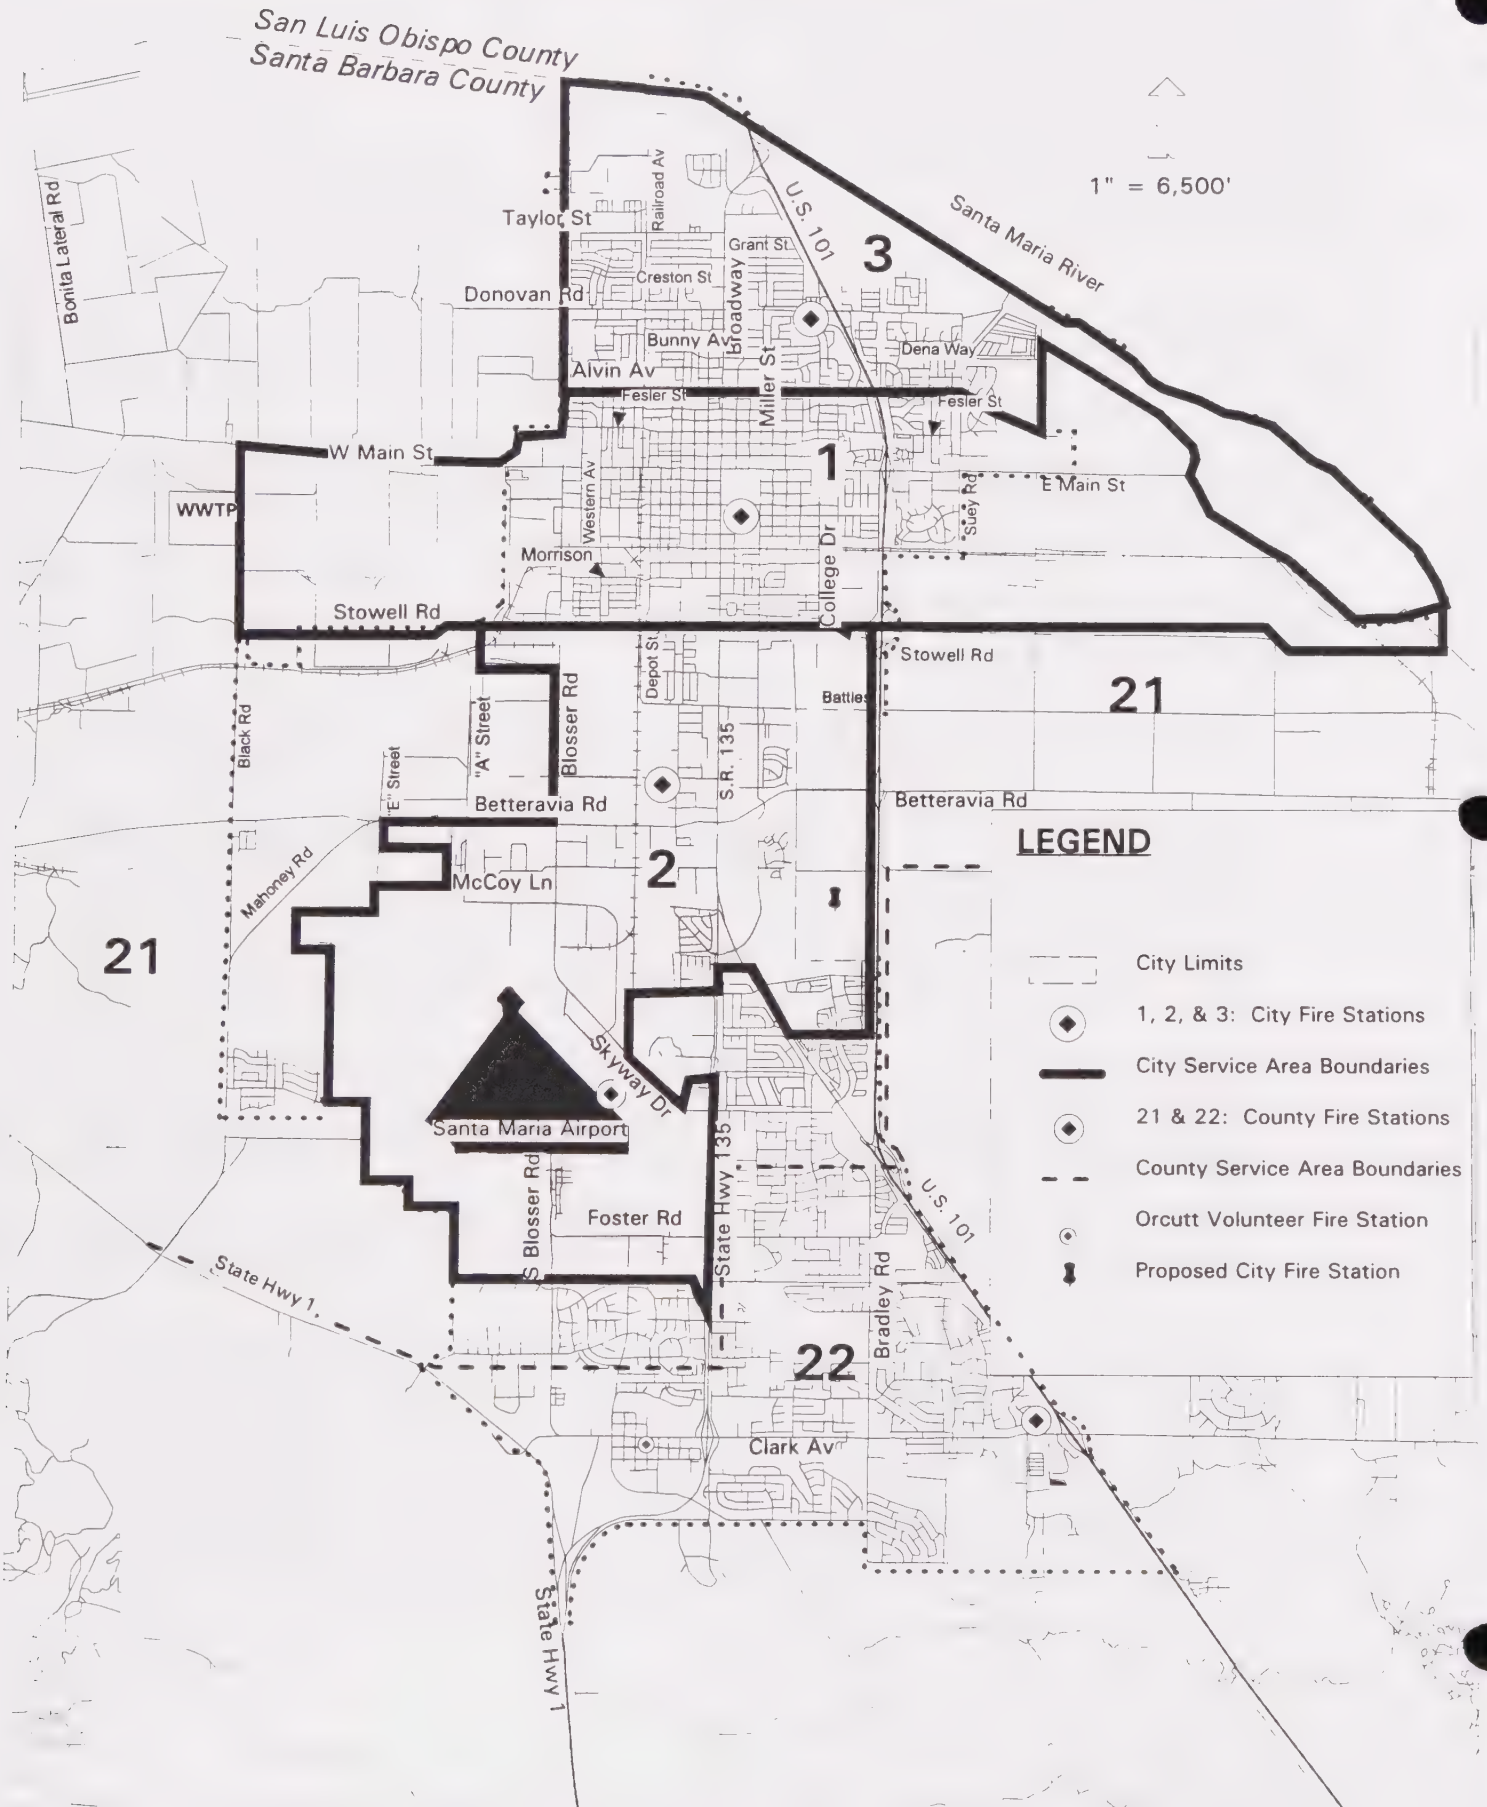 San Luis Obispo County
Santa Barbara County
1" = 6,500'
Bonita Lateral Rd
Taylor St
Railroad Av
U.S. 101
Santa Maria River
3
Grant St
Creston St
Broadway
Donovan Rd
Bunny Av
Dena Way
Alvin Av
Miller St
Fesler St
Fesler St
W Main St
1
Western Av
E Main St
Suey Rd
WWTP
College Dr
Morrison
Stowell Rd
Stowell Rd
Depot St
21
Battles
Black Rd
"A" Street
Blosser Rd
S.R. 135
"E" Street
Betteravia Rd
Betteravia Rd
LEGEND
2
Mahoney Rd
McCoy Ln
21
City Limits
1, 2, & 3: City Fire Stations
Skyway Dr
City Service Area Boundaries
21 & 22: County Fire Stations
Santa Maria Airport
State Hwy 135
County Service Area Boundaries
S Blosser Rd
U.S. 101
Foster Rd
Orcutt Volunteer Fire Station
State Hwy 1
Bradley Rd
Proposed City Fire Station
22
Clark Av
State Hwy 1